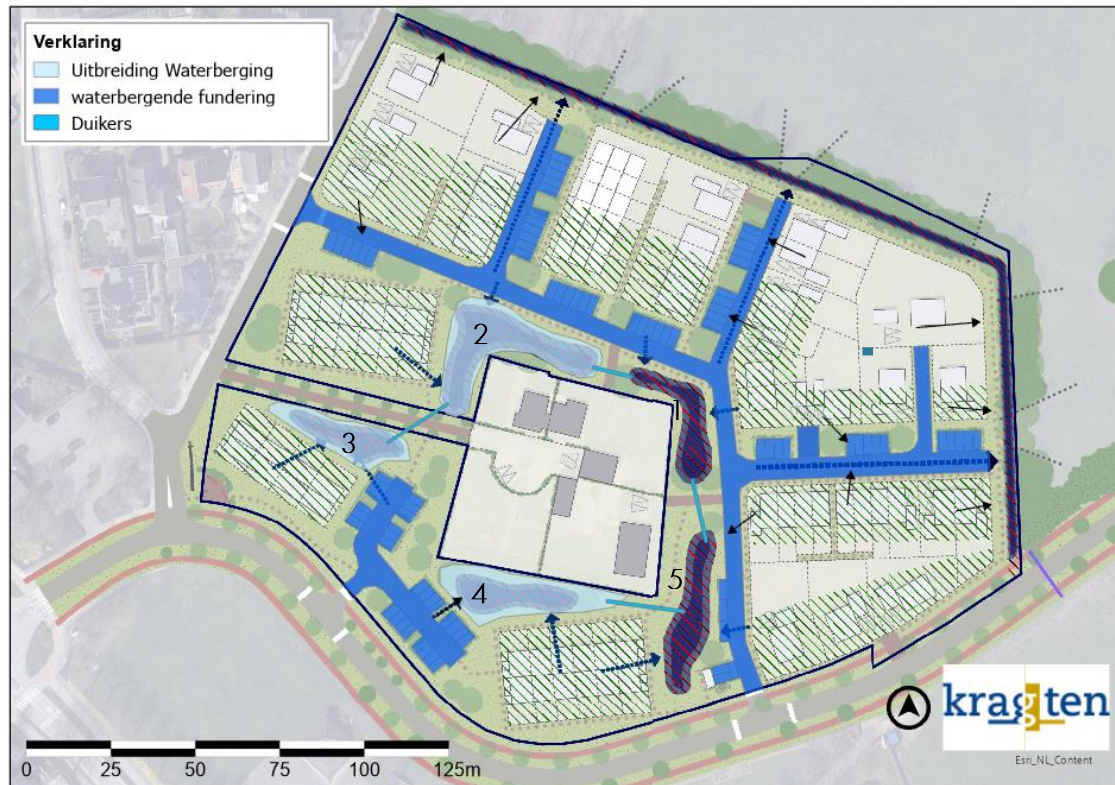 Verklaring
Uitbreiding Waterberging
waterbergende fundering
Duikers
2
1
3
4
5
kragten
0 25 50 75 100 125m
Esri_NL_Content